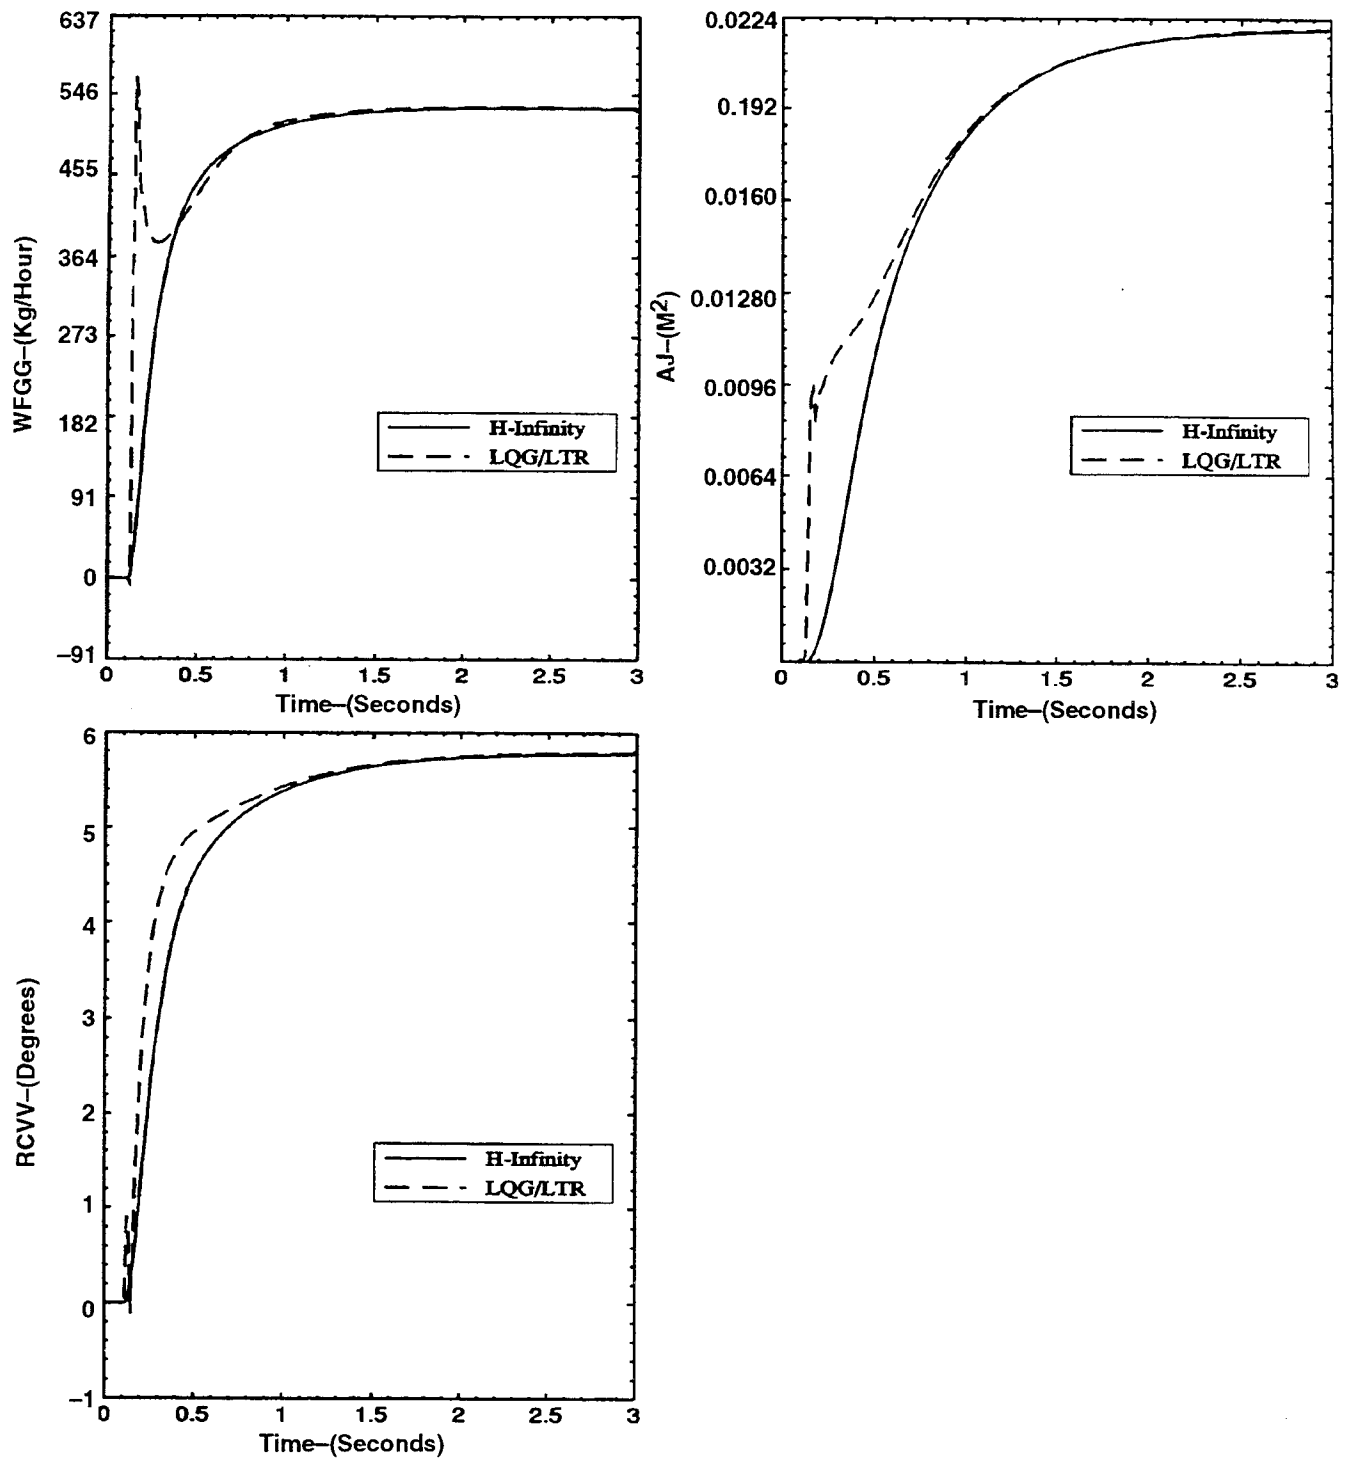 637
546
455
364
273
182
91
0
–91
WFGG–(Kg/Hour)
H-Infinity
LQG/LTR
0 0.5 1 1.5 2 2.5 3
Time–(Seconds)
0.0224
0.192
0.0160
0.01280
0.0096
0.0064
0.0032
AJ–(M2)
H-Infinity
LQG/LTR
0 0.5 1 1.5 2 2.5 3
Time–(Seconds)
6
5
4
3
2
1
0
–1
RCVV–(Degrees)
H-Infinity
LQG/LTR
0 0.5 1 1.5 2 2.5 3
Time–(Seconds)